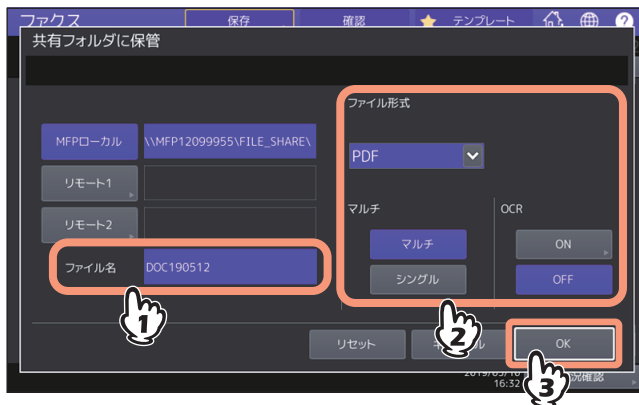 ファクス 保存 確認 テンプレート ?
共有フォルダに保管
ファイル形式
MFPローカル \\MFP12099955\FILE_SHARE\
PDF
リモート1
マルチ OCR
リモート2
マルチ ON
ファイル名 DOC190512
シングル OFF
1
2
リセット OK
3
16:32